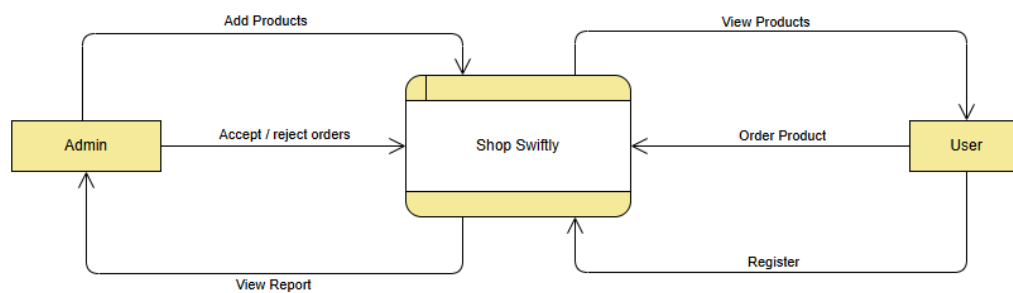 Add Products
View Products
Admin
Accept / reject orders
Shop Swiftly
Order Product
User
View Report
Register